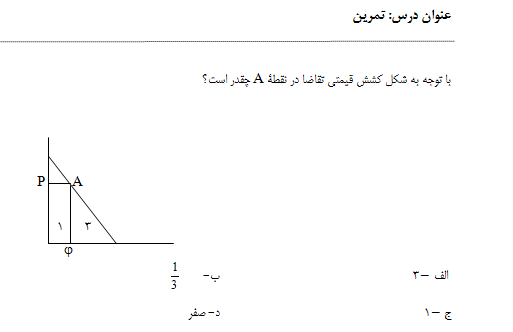 عنوان درس: تمرین
با توجه به شکل کشش قیمتی تقاضا در نقطهٔ A چقدر است؟
P A
۱ ۳
φ
الف –۳ ب- 1/3
ج –۱ د- صفر